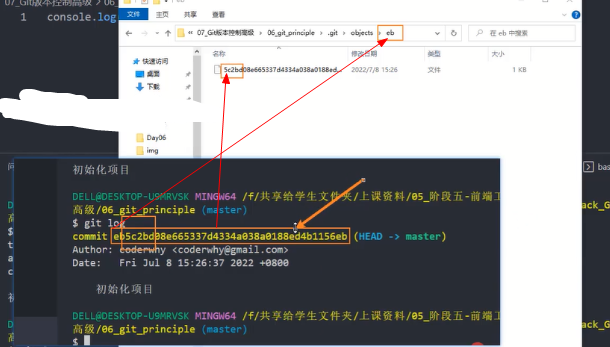 07_Git版本控制高级 > 06
1 console.log
文件 主页 共享 查看
07_Git版本控制高级 > 06_git_principle > .git > objects > eb
在 eb 中搜索
名称 修改日期 类型 大小
快速访问
5c2bd08e665337d4334a038a0188ed... 2022/7/8 15:26 文件 1 KB
桌面
下载
Day06
img
初始化项目
DELL@DESKTOP-U9MRVSK MINGW64 /f/共享给学生文件夹/上课资料/05_阶段五-前端工
高级/06_git_principle (master)
$ git log
commit eb5c2bd08e665337d4334a038a0188ed4b1156eb (HEAD -> master)
Author: coderwhy <coderwhy@gmail.com>
Date: Fri Jul 8 15:26:37 2022 +0800
初始化项目
DELL@DESKTOP-U9MRVSK MINGW64 /f/共享给学生文件夹/上课资料/05_阶段五-前端工
高级/06_git_principle (master)
$